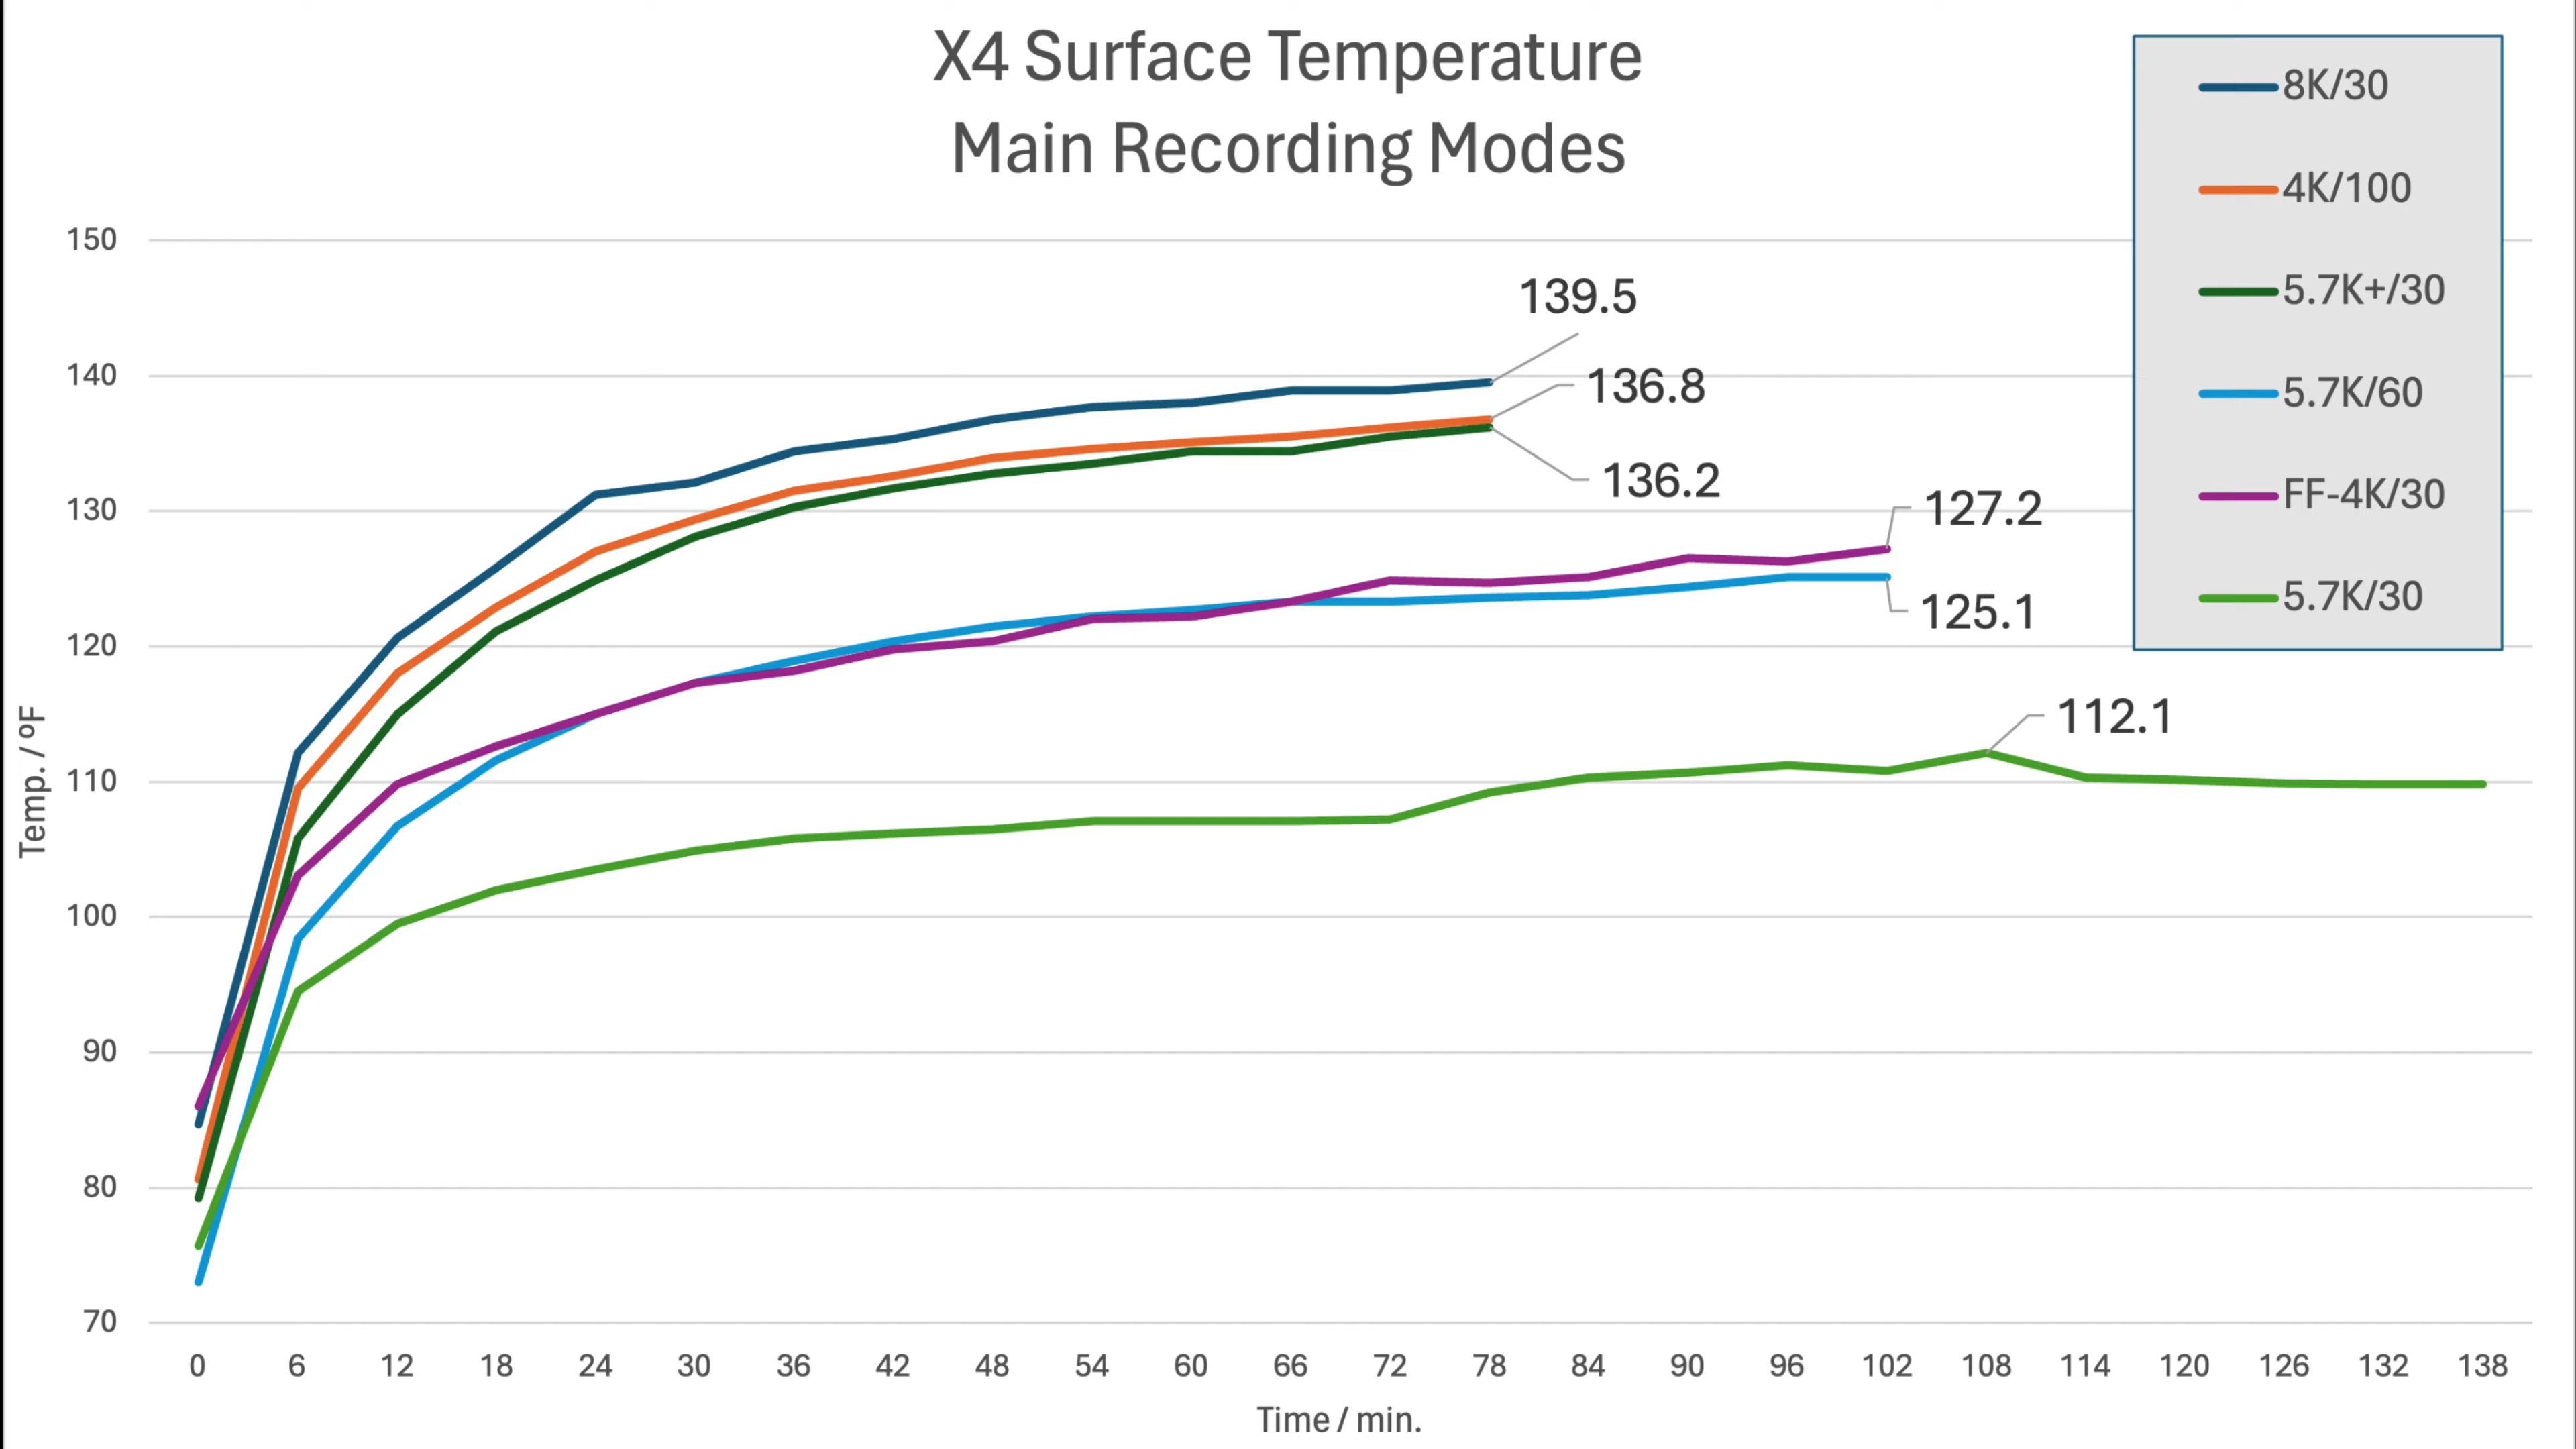 X4 Surface Temperature
Main Recording Modes
8K/30
4K/100
5.7K+/30
5.7K/60
FF-4K/30
5.7K/30
150
140
130
120
110
100
90
80
70
139.5
136.8
136.2
127.2
125.1
112.1
Temp. / ºF
0 6 12 18 24 30 36 42 48 54 60 66 72 78 84 90 96 102 108 114 120 126 132 138
Time / min.